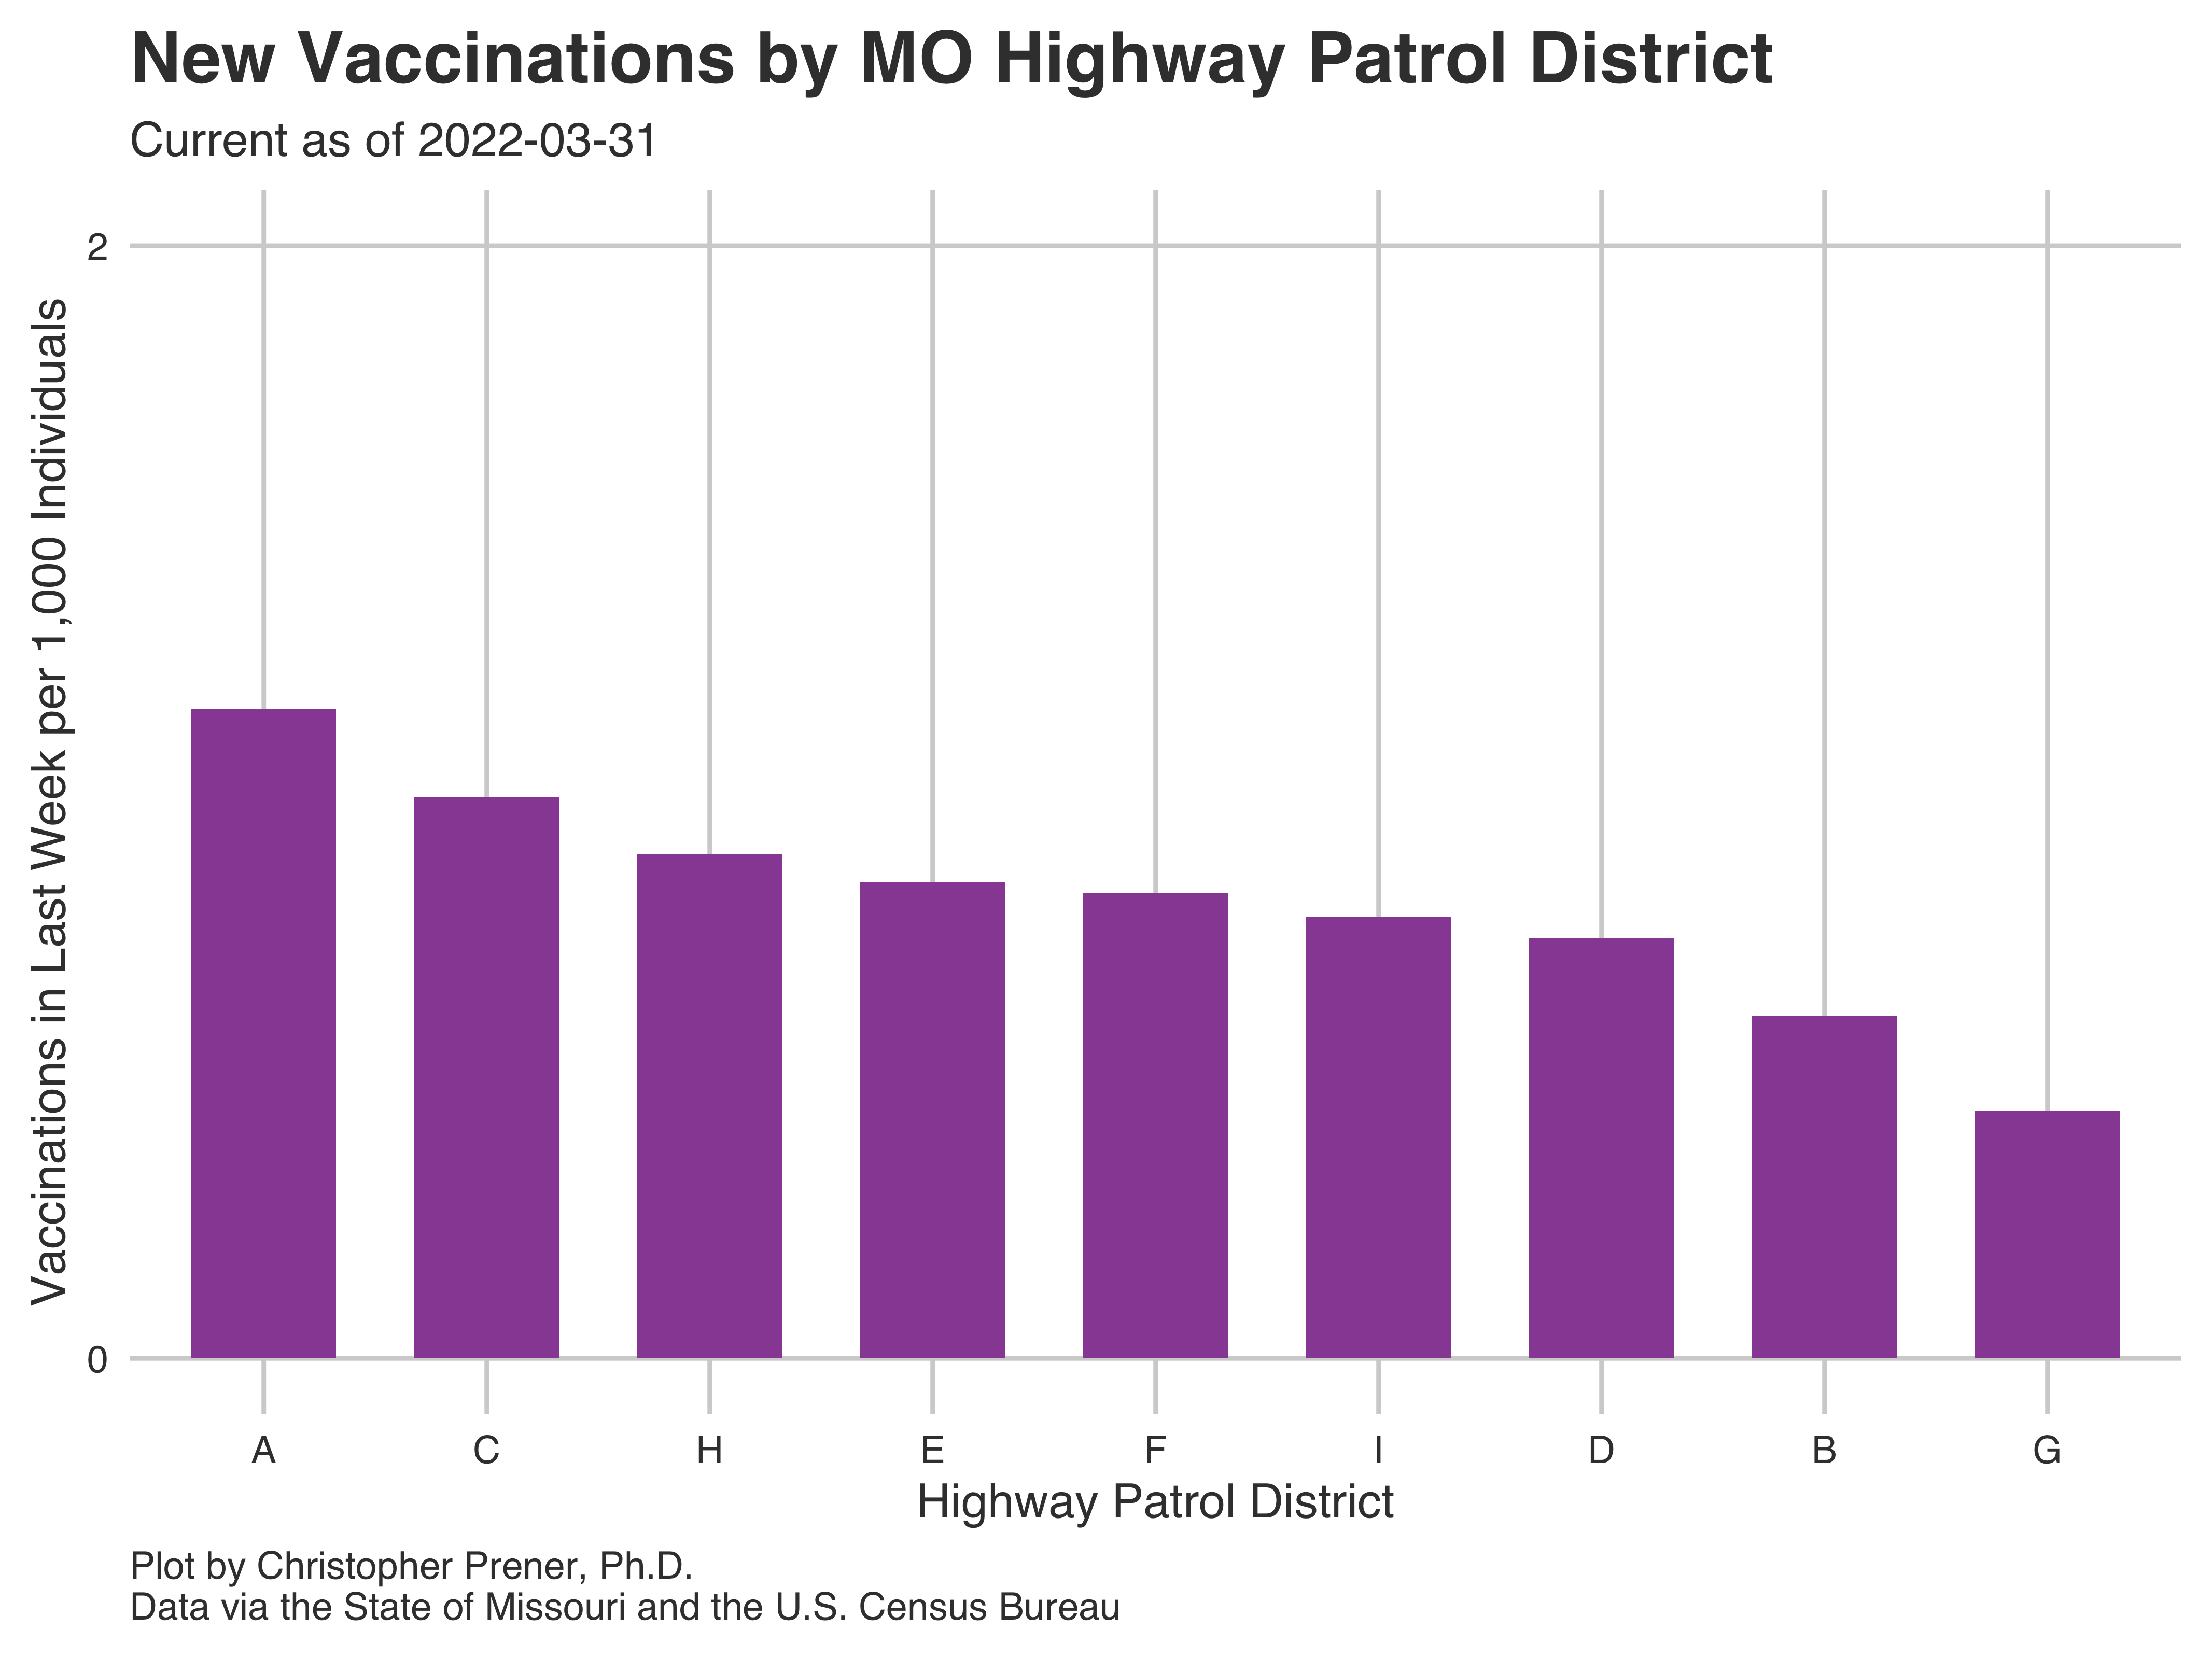 New Vaccinations by MO Highway Patrol District
Current as of 2022-03-31
Vaccinations in Last Week per 1,000 Individuals
2
0
A C H E F I D B G
Highway Patrol District
Plot by Christopher Prener, Ph.D.
Data via the State of Missouri and the U.S. Census Bureau